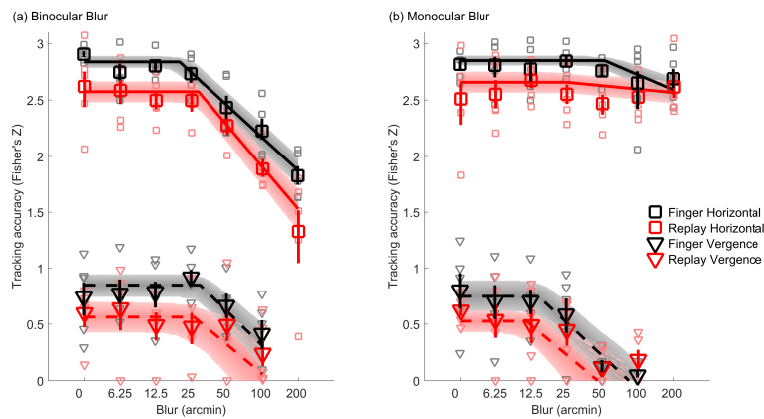 (a) Binocular Blur
(b) Monocular Blur
Tracking accuracy (Fisher's Z)
3
2.5
2
1.5
1
0.5
0
0 6.25 12.5 25 50 100 200
Blur (arcmin)
Tracking accuracy (Fisher's Z)
3
2.5
2
1.5
1
0.5
0
0 6.25 12.5 25 50 100 200
Blur (arcmin)
Finger Horizontal
Replay Horizontal
Finger Vergence
Replay Vergence